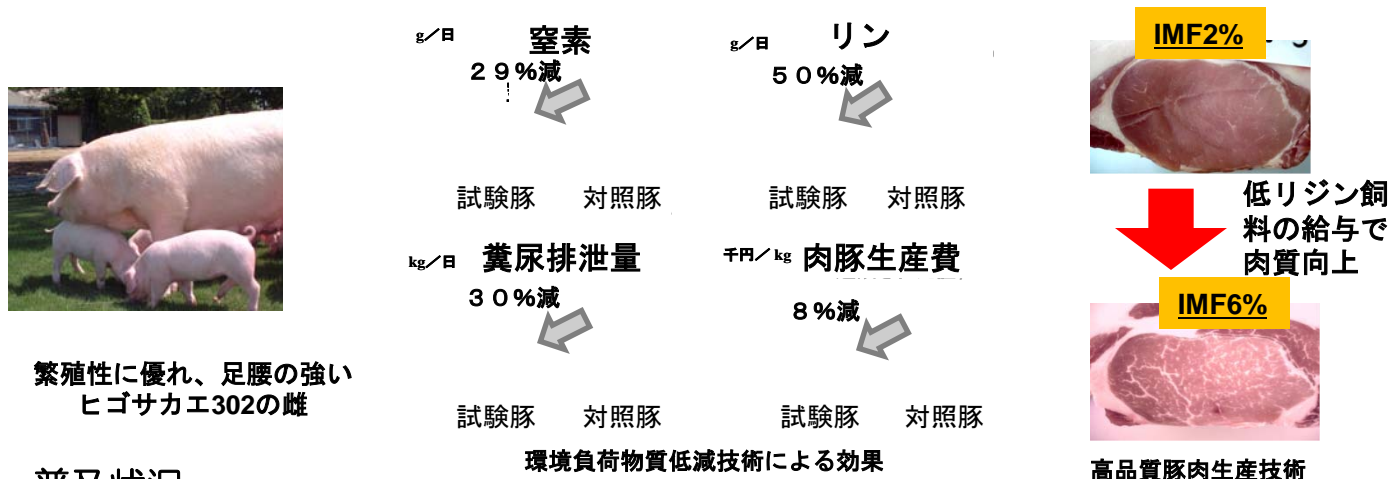 g／日 窒素
２９%減
試験豚 対照豚
g／日 リン
５０%減
試験豚 対照豚
kg／日 糞尿排泄量
３０%減
試験豚 対照豚
千円／kg 肉豚生産費
８%減
試験豚 対照豚
環境負荷物質低減技術による効果
繁殖性に優れ、足腰の強い
ヒゴサカエ302の雌
IMF2%
低リジン飼
料の給与で
肉質向上
IMF6%
高品質豚肉生産技術
普及状況